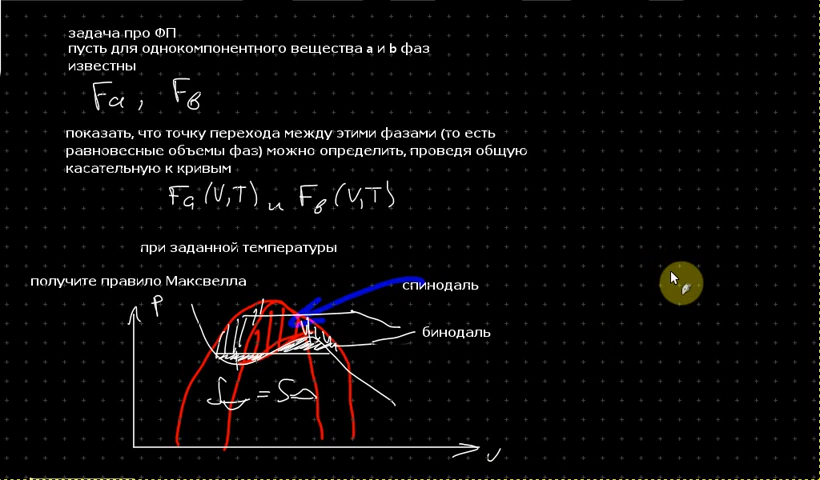 задача про ФП
пусть для однокомпонентного вещества a и b фаз
известны
Fa, Fв
показать, что точку перехода между этими фазами (то есть
равновесные объемы фаз) можно определить, проведя общую
касательную к кривым
Fa (V,T) и Fв (V,T)
при заданной температуры
получите правило Максвелла
P
спинодаль
бинодаль
S = S
V